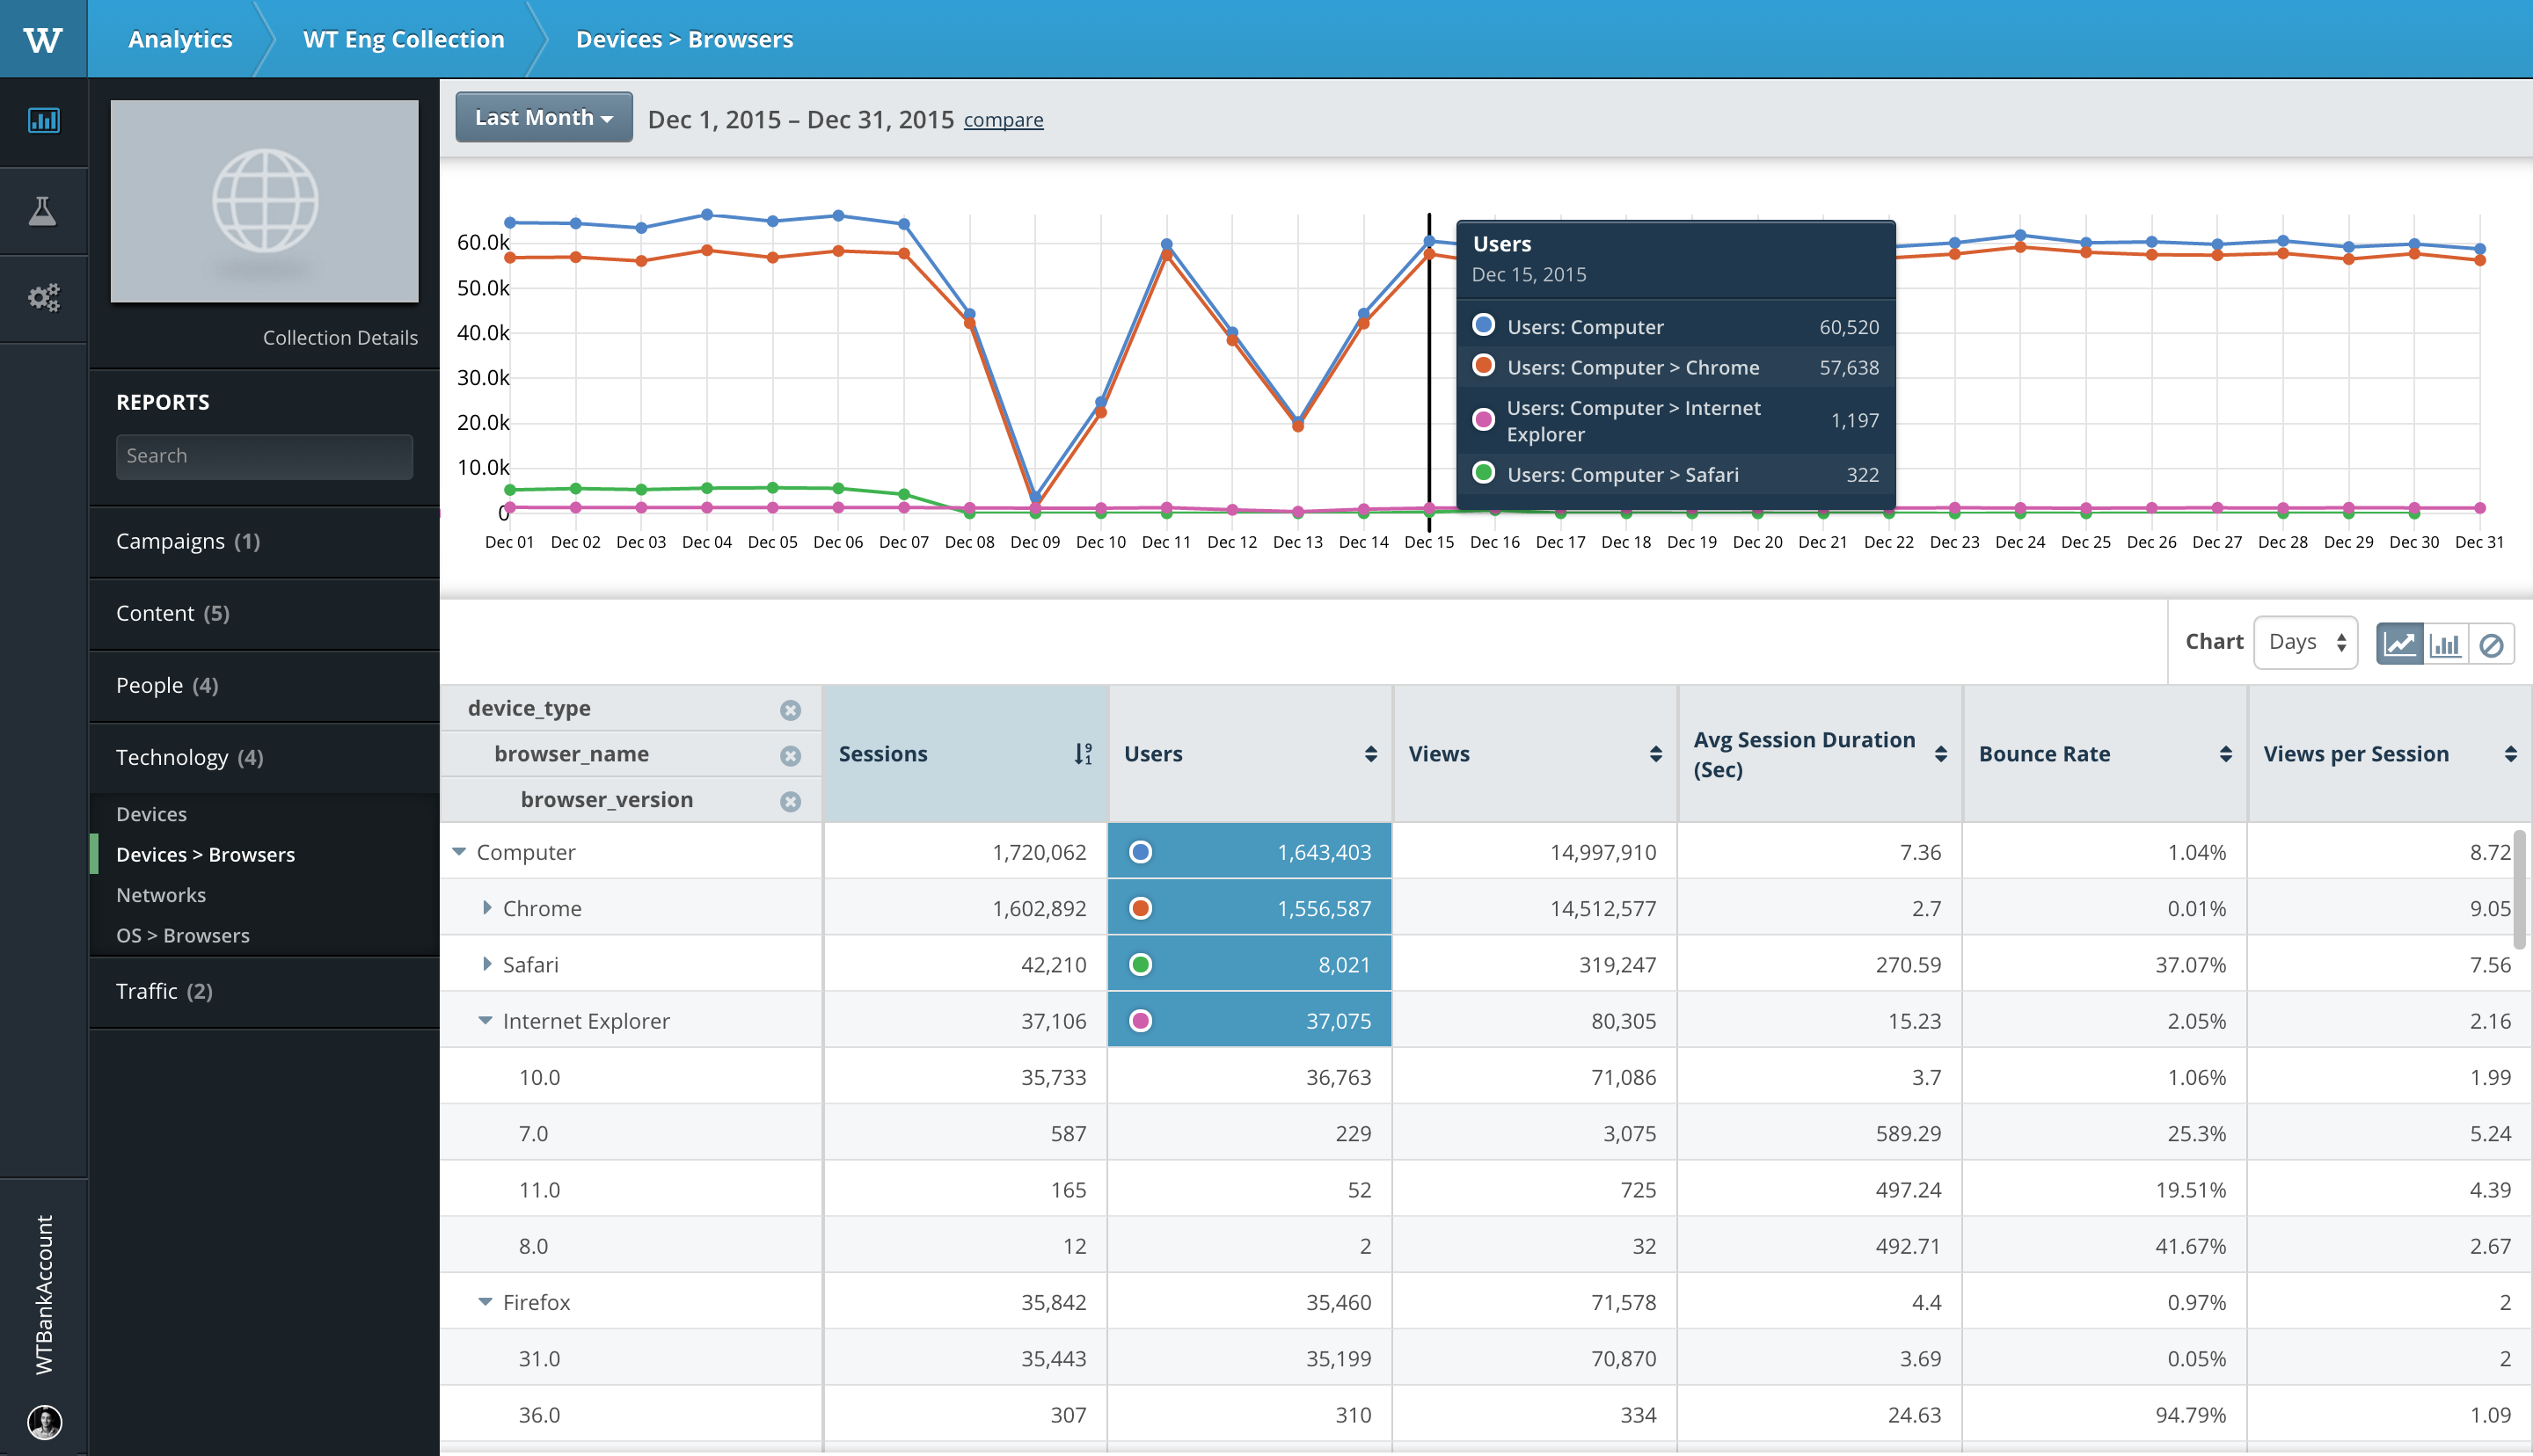 W
Analytics
WT Eng Collection
Devices > Browsers
Collection Details
REPORTS
Search
Campaigns (1)
Content (5)
People (4)
Technology (4)
Devices
Devices > Browsers
Networks
OS > Browsers
Traffic (2)
WTBankAccount
Last Month
Dec 1, 2015 – Dec 31, 2015 compare
60.0k
50.0k
40.0k
30.0k
20.0k
10.0k
0
Dec 01 Dec 02 Dec 03 Dec 04 Dec 05 Dec 06 Dec 07 Dec 08 Dec 09 Dec 10 Dec 11 Dec 12 Dec 13 Dec 14 Dec 15 Dec 16 Dec 17 Dec 18 Dec 19 Dec 20 Dec 21 Dec 22 Dec 23 Dec 24 Dec 25 Dec 26 Dec 27 Dec 28 Dec 29 Dec 30 Dec 31
Users
Dec 15, 2015
Users: Computer 60,520
Users: Computer > Chrome 57,638
Users: Computer > Internet
Explorer 1,197
Users: Computer > Safari 322
Chart Days
device_type
browser_name
browser_version
Sessions 9 1
Users
Views
Avg Session Duration
(Sec)
Bounce Rate
Views per Session
Computer 1,720,062 1,643,403 14,997,910 7.36 1.04% 8.72
Chrome 1,602,892 1,556,587 14,512,577 2.7 0.01% 9.05
Safari 42,210 8,021 319,247 270.59 37.07% 7.56
Internet Explorer 37,106 37,075 80,305 15.23 2.05% 2.16
10.0 35,733 36,763 71,086 3.7 1.06% 1.99
7.0 587 229 3,075 589.29 25.3% 5.24
11.0 165 52 725 497.24 19.51% 4.39
8.0 12 2 32 492.71 41.67% 2.67
Firefox 35,842 35,460 71,578 4.4 0.97% 2
31.0 35,443 35,199 70,870 3.69 0.05% 2
36.0 307 310 334 24.63 94.79% 1.09